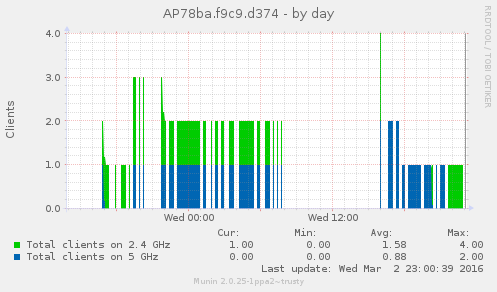 AP78ba.f9c9.d374 - by day
RRDTOOL / TOBI OETIKER
Clients
4.0
3.0
2.0
1.0
0.0
Wed 00:00 Wed 12:00
Cur: Min: Avg: Max:
Total clients on 2.4 GHz 1.00 0.00 1.58 4.00
Total clients on 5 GHz 0.00 0.00 0.88 2.00
Last update: Wed Mar 2 23:00:39 2016
Munin 2.0.25-1ppa2~trusty